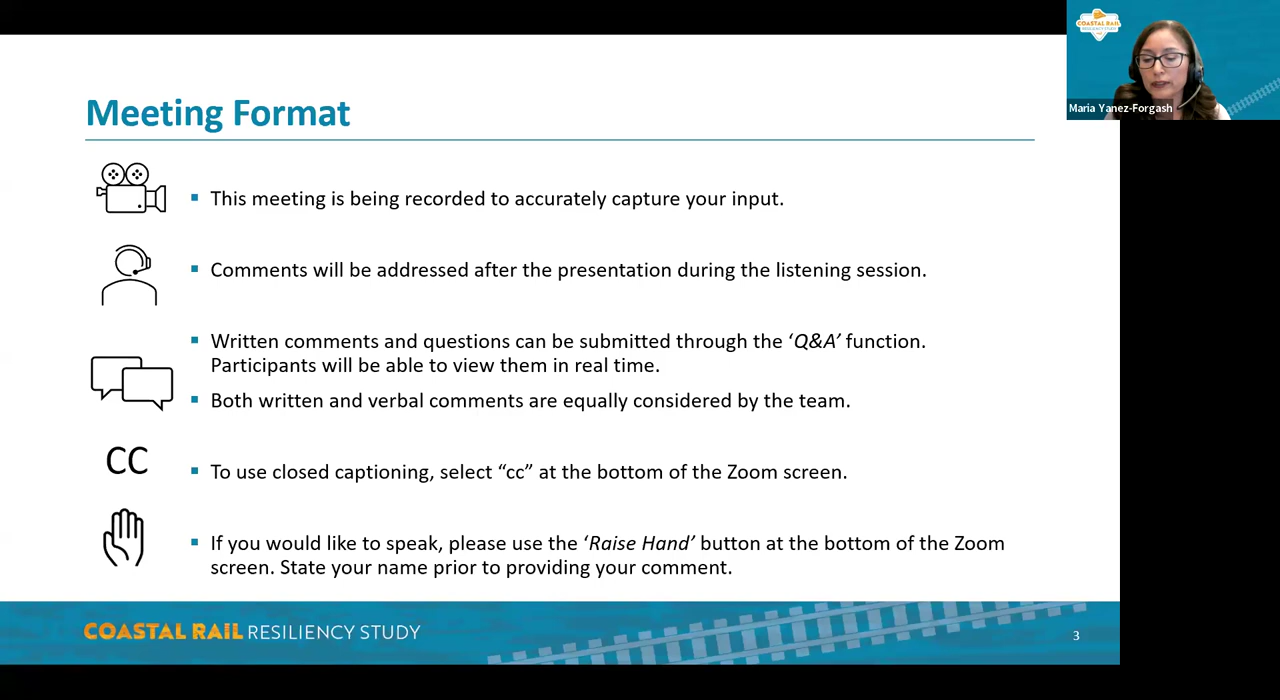 COASTAL RAIL
RESILIENCY STUDY
Maria Yanez-Forgash
Meeting Format
▪ This meeting is being recorded to accurately capture your input.
▪ Comments will be addressed after the presentation during the listening session.
▪ Written comments and questions can be submitted through the ‘Q&A’ function.
Participants will be able to view them in real time.
▪ Both written and verbal comments are equally considered by the team.
CC
▪ To use closed captioning, select “cc” at the bottom of the Zoom screen.
▪ If you would like to speak, please use the ‘Raise Hand’ button at the bottom of the Zoom
screen. State your name prior to providing your comment.
COASTAL RAIL RESILIENCY STUDY
3